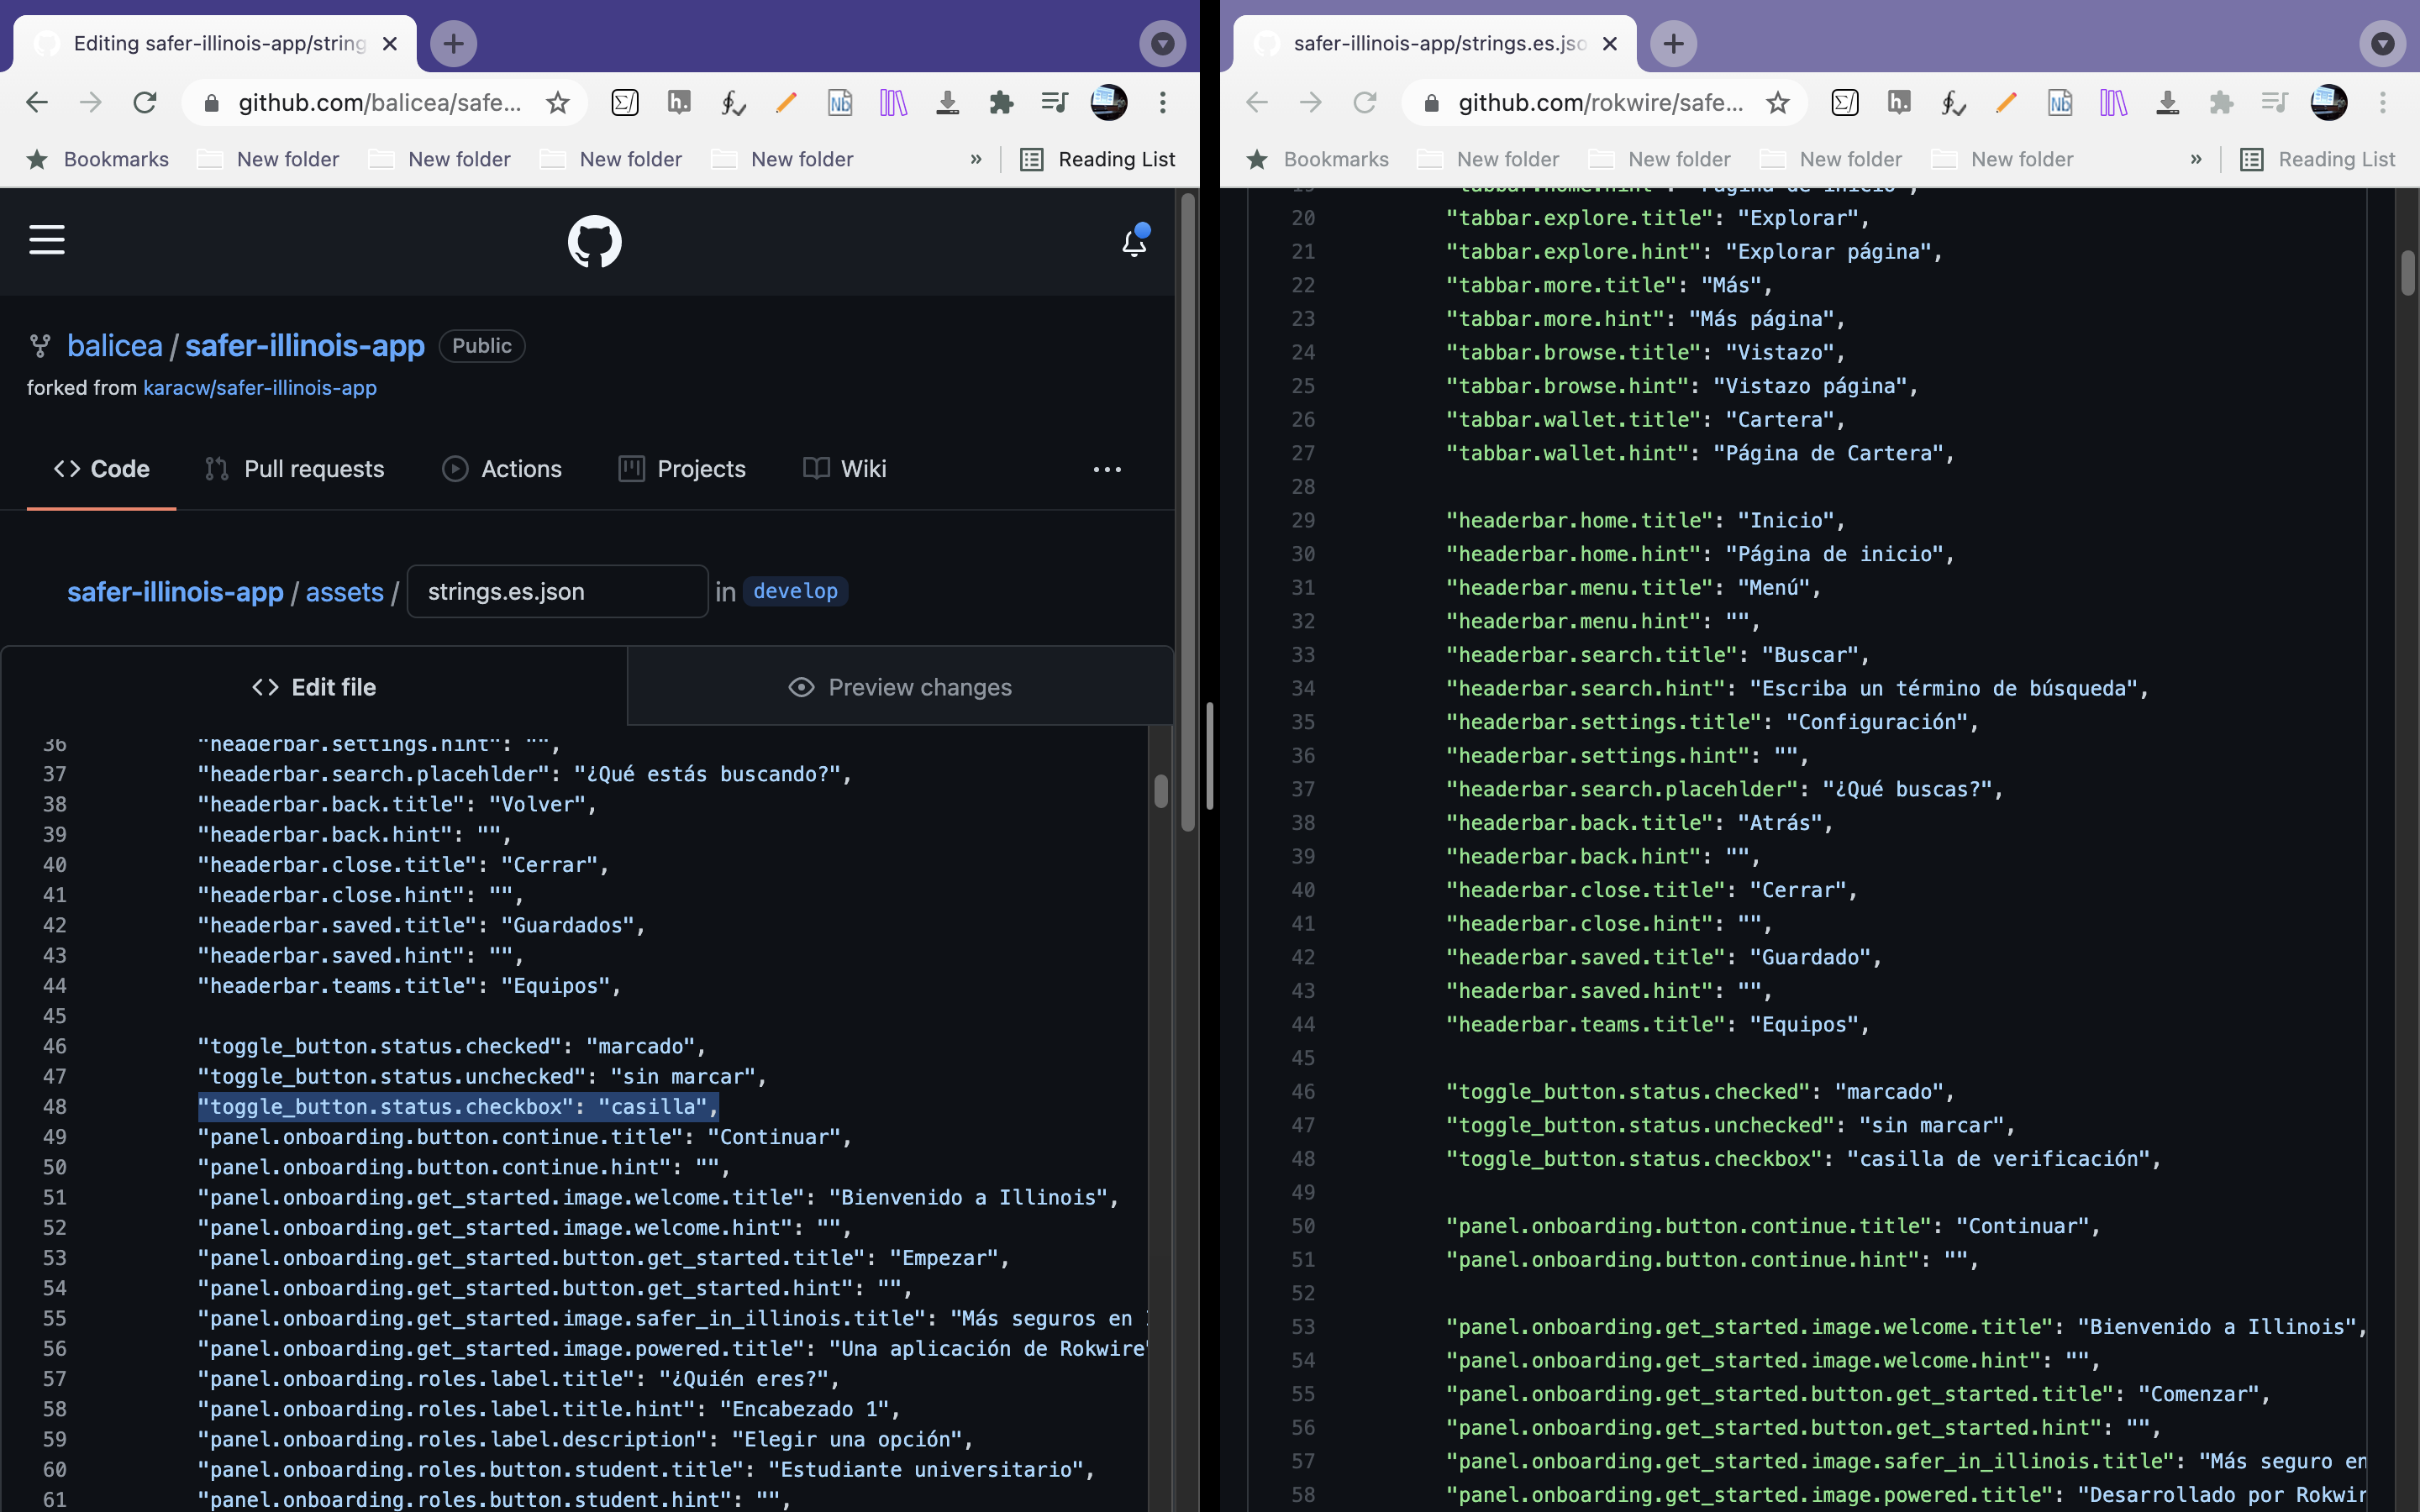 Editing safer-illinois-app/string
github.com/balicea/safe...
Bookmarks New folder New folder New folder New folder » Reading List
balicea / safer-illinois-app Public
forked from karacw/safer-illinois-app
<> Code Pull requests Actions Projects Wiki ...
safer-illinois-app / assets / strings.es.json in develop
<> Edit file Preview changes
36 "headerbar.settings.hint": "",
37 "headerbar.search.placehlder": "¿Qué estás buscando?",
38 "headerbar.back.title": "Volver",
39 "headerbar.back.hint": "",
40 "headerbar.close.title": "Cerrar",
41 "headerbar.close.hint": "",
42 "headerbar.saved.title": "Guardados",
43 "headerbar.saved.hint": "",
44 "headerbar.teams.title": "Equipos",
45
46 "toggle_button.status.checked": "marcado",
47 "toggle_button.status.unchecked": "sin marcar",
48 "toggle_button.status.checkbox": "casilla",
49 "panel.onboarding.button.continue.title": "Continuar",
50 "panel.onboarding.button.continue.hint": "",
51 "panel.onboarding.get_started.image.welcome.title": "Bienvenido a Illinois",
52 "panel.onboarding.get_started.image.welcome.hint": "",
53 "panel.onboarding.get_started.button.get_started.title": "Empezar",
54 "panel.onboarding.get_started.button.get_started.hint": "",
55 "panel.onboarding.get_started.image.safer_in_illinois.title": "Más seguros en
56 "panel.onboarding.get_started.image.powered.title": "Una aplicación de Rokwire"
57 "panel.onboarding.roles.label.title": "¿Quién eres?",
58 "panel.onboarding.roles.label.title.hint": "Encabezado 1",
59 "panel.onboarding.roles.label.description": "Elegir una opción",
60 "panel.onboarding.roles.button.student.title": "Estudiante universitario",
61 "panel.onboarding.roles.button.student.hint": "",
safer-illinois-app/strings.es.jso
github.com/rokwire/safe...
Bookmarks New folder New folder New folder New folder » Reading List
19 "tabbar.home.hint": "Página de inicio",
20 "tabbar.explore.title": "Explorar",
21 "tabbar.explore.hint": "Explorar página",
22 "tabbar.more.title": "Más",
23 "tabbar.more.hint": "Más página",
24 "tabbar.browse.title": "Vistazo",
25 "tabbar.browse.hint": "Vistazo página",
26 "tabbar.wallet.title": "Cartera",
27 "tabbar.wallet.hint": "Página de Cartera",
28
29 "headerbar.home.title": "Inicio",
30 "headerbar.home.hint": "Página de inicio",
31 "headerbar.menu.title": "Menú",
32 "headerbar.menu.hint": "",
33 "headerbar.search.title": "Buscar",
34 "headerbar.search.hint": "Escriba un término de búsqueda",
35 "headerbar.settings.title": "Configuración",
36 "headerbar.settings.hint": "",
37 "headerbar.search.placehlder": "¿Qué buscas?",
38 "headerbar.back.title": "Atrás",
39 "headerbar.back.hint": "",
40 "headerbar.close.title": "Cerrar",
41 "headerbar.close.hint": "",
42 "headerbar.saved.title": "Guardado",
43 "headerbar.saved.hint": "",
44 "headerbar.teams.title": "Equipos",
45
46 "toggle_button.status.checked": "marcado",
47 "toggle_button.status.unchecked": "sin marcar",
48 "toggle_button.status.checkbox": "casilla de verificación",
49
50 "panel.onboarding.button.continue.title": "Continuar",
51 "panel.onboarding.button.continue.hint": "",
52
53 "panel.onboarding.get_started.image.welcome.title": "Bienvenido a Illinois",
54 "panel.onboarding.get_started.image.welcome.hint": "",
55 "panel.onboarding.get_started.button.get_started.title": "Comenzar",
56 "panel.onboarding.get_started.button.get_started.hint": "",
57 "panel.onboarding.get_started.image.safer_in_illinois.title": "Más seguro en
58 "panel.onboarding.get_started.image.powered.title": "Desarrollado por Rokwir